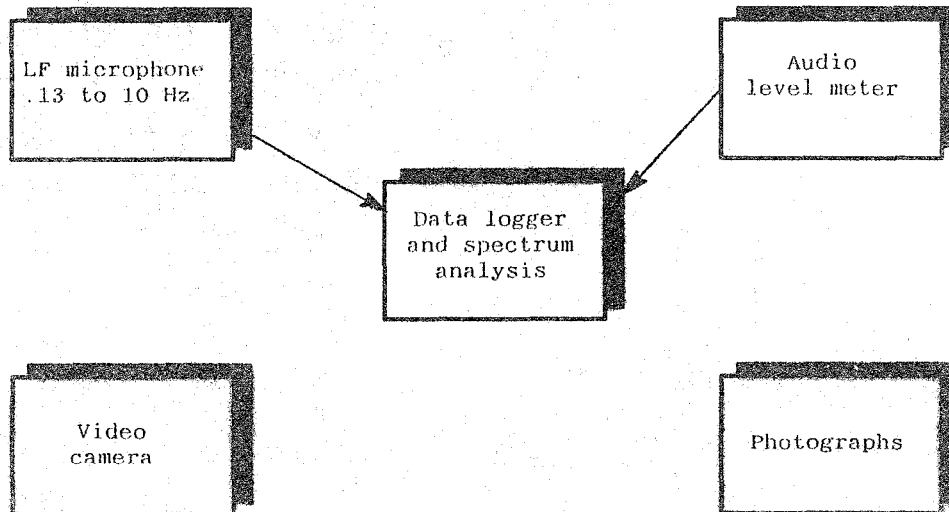 LF microphone
.13 to 10 Hz
Audio
level meter
Data logger
and spectrum
analysis
Video
camera
Photographs